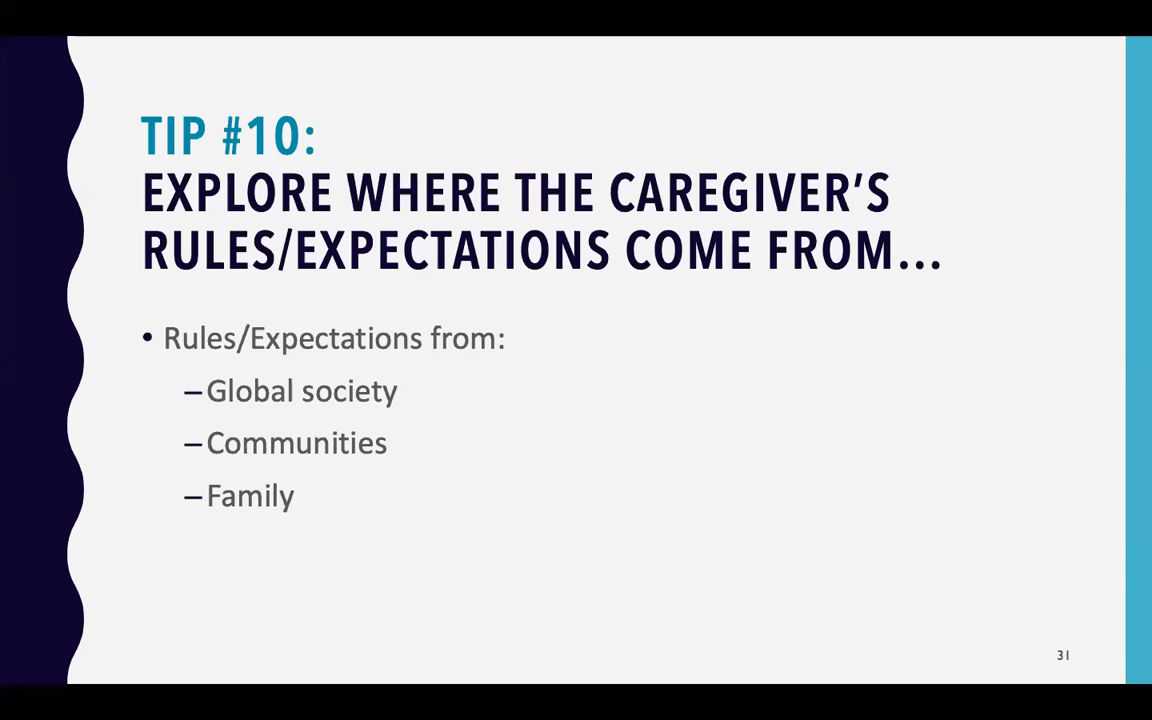 TIP #10:
EXPLORE WHERE THE CAREGIVER'S
RULES/EXPECTATIONS COME FROM...
• Rules/Expectations from:
–Global society
–Communities
–Family
31